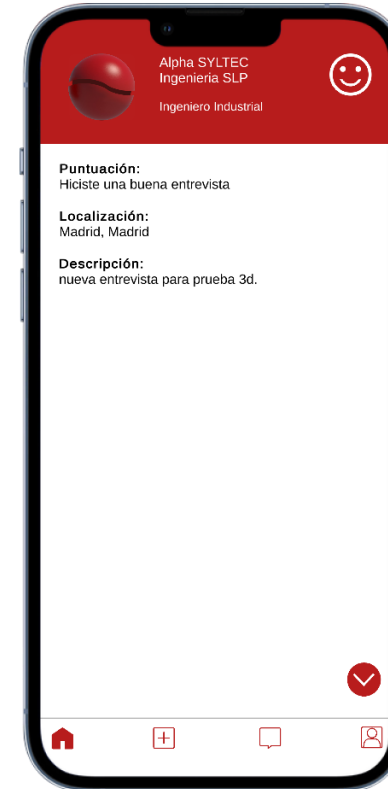 Alpha SYLTEC
Ingenieria SLP
Ingeniero Industrial
Puntuación:
Hiciste una buena entrevista
Localización:
Madrid, Madrid
Descripción:
nueva entrevista para prueba 3d.